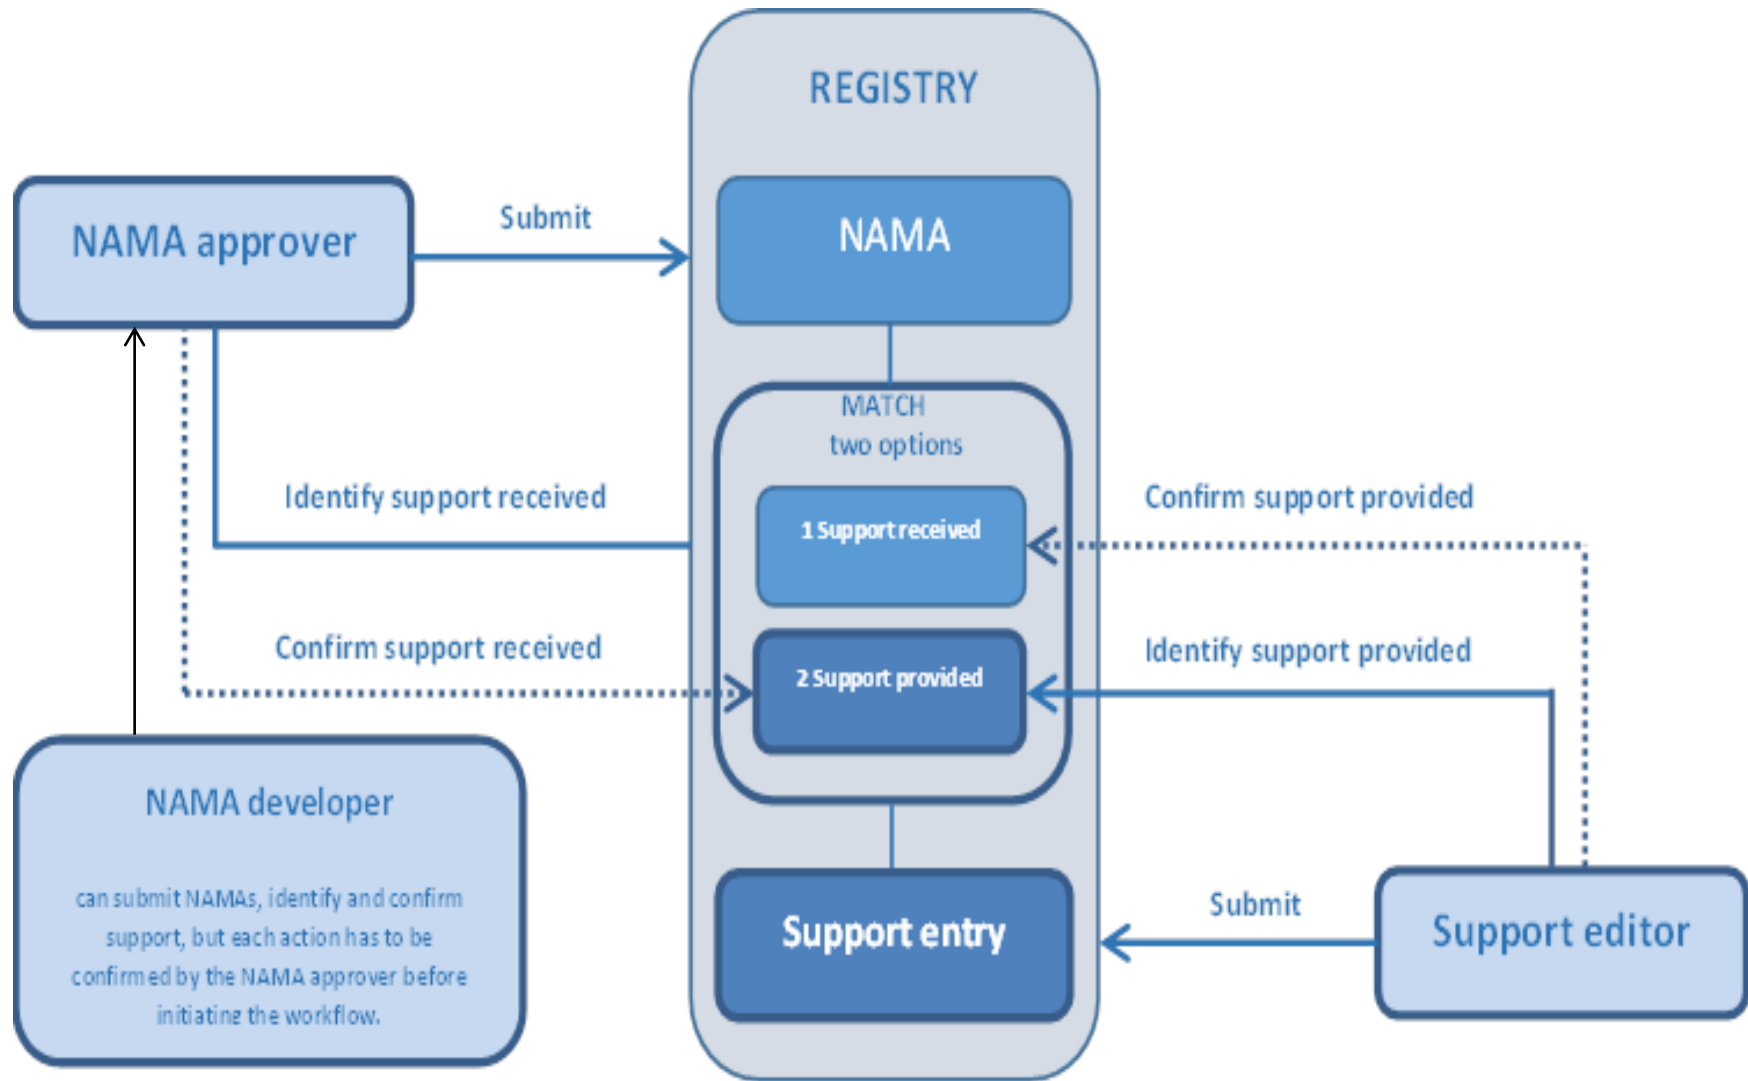 REGISTRY
NAMA approver
Submit
NAMA
MATCH
two options
Identify support received
1 Support received
Confirm support provided
Confirm support received
2 Support provided
Identify support provided
NAMA developer
can submit NAMAs, identify and confirm
support, but each action has to be
confirmed by the NAMA approver before
initiating the workflow.
Support entry
Submit
Support editor